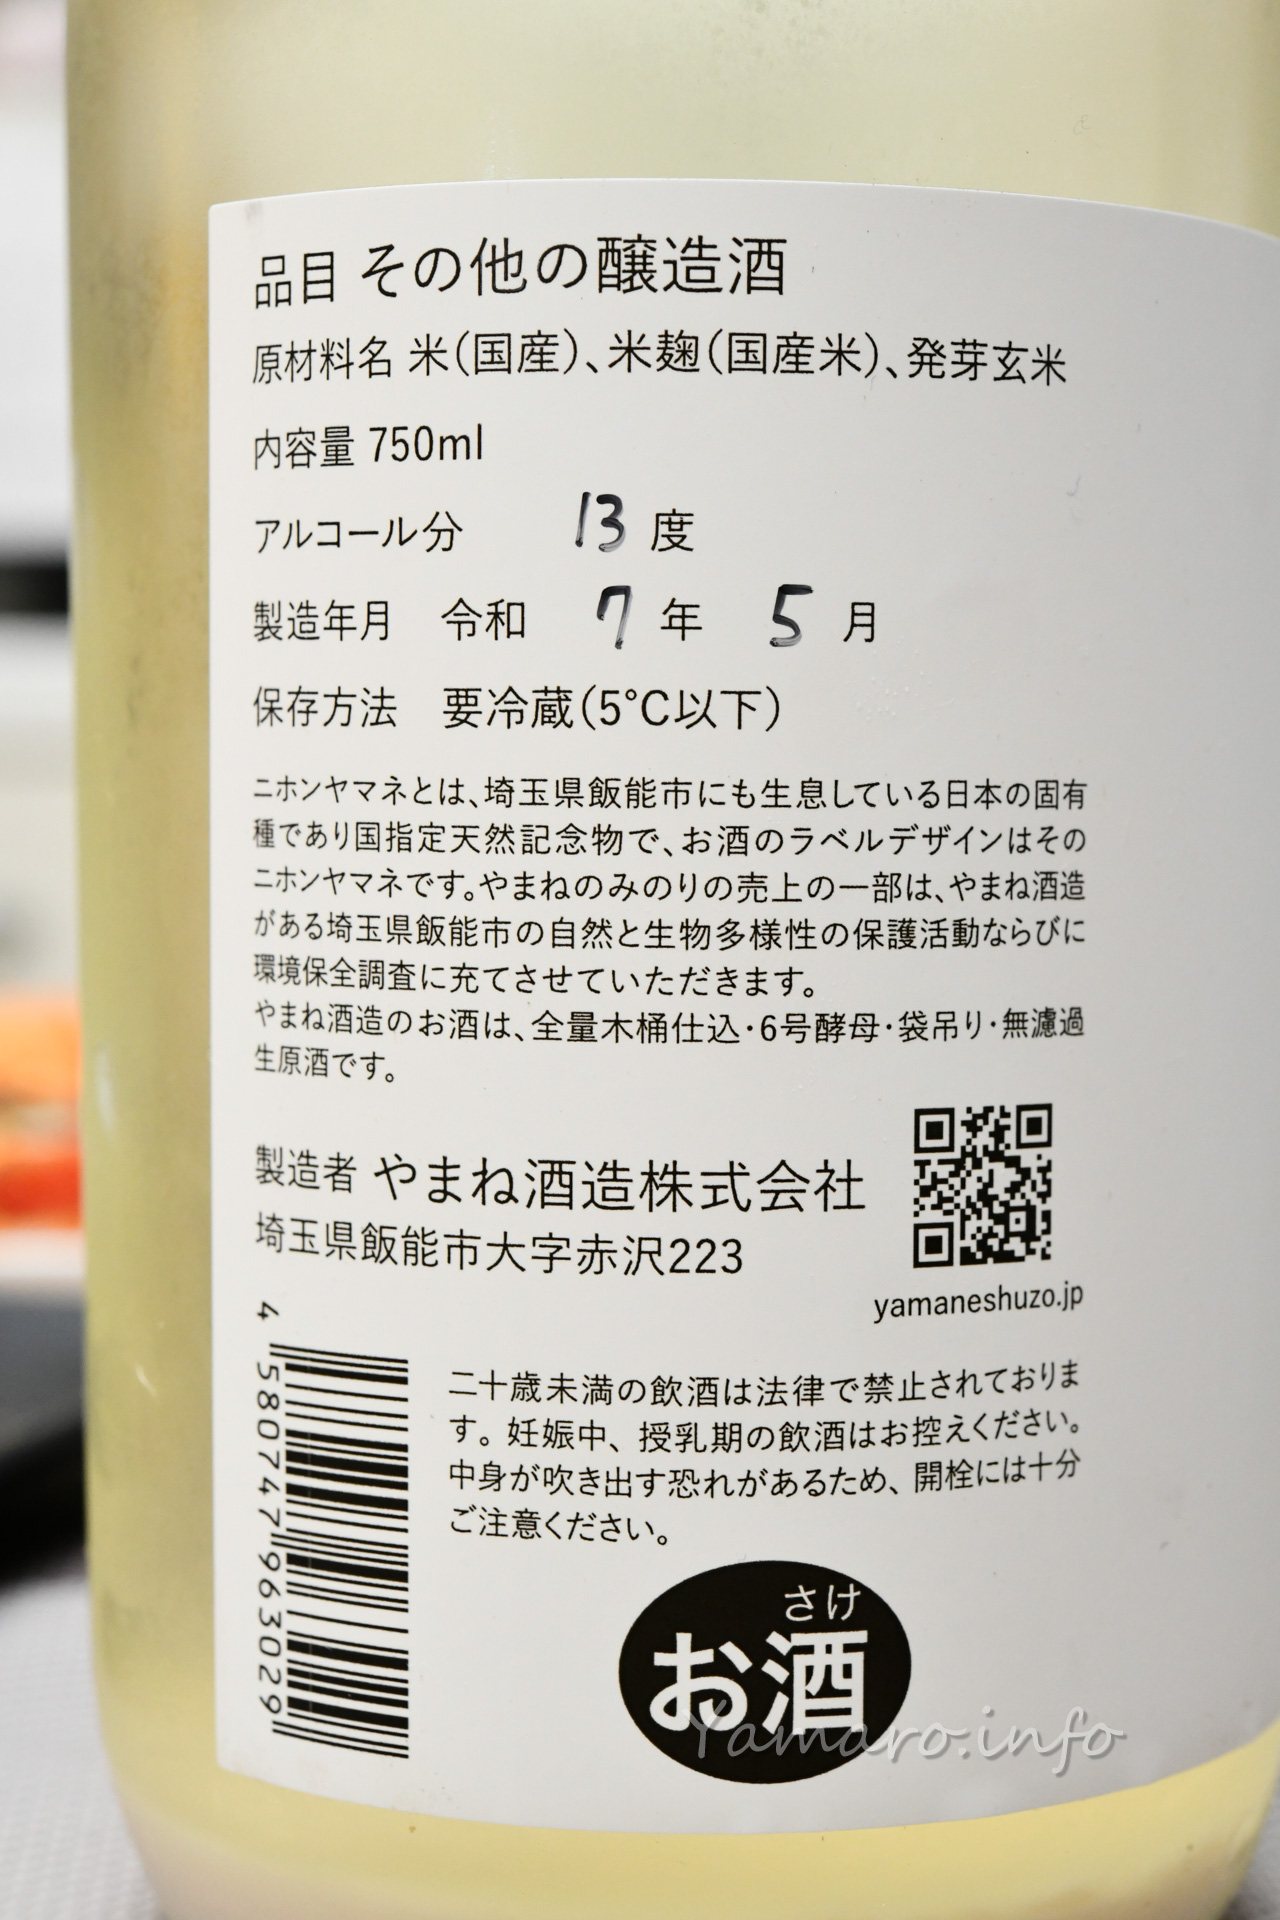 品目 その他の醸造酒
原材料名 米(国産)、米麹(国産米)、発芽玄米
内容量 750ml
アルコール分 13 度
製造年月 令和 7 年 5 月
保存方法 要冷蔵(5℃以下)
ニホンヤマネとは、埼玉県飯能市にも生息している日本の固有
種であり国指定天然記念物で、お酒のラベルデザインはその
ニホンヤマネです。やまねのみのりの売上の一部は、やまね酒造
がある埼玉県飯能市の自然と生物多様性の保護活動ならびに
環境保全調査に充てさせていただきます。
やまね酒造のお酒は、全量木桶仕込・6号酵母・袋吊り・無濾過
生原酒です。
製造者 やまね酒造株式会社
埼玉県飯能市大字赤沢223
yamaneshuzo.jp
4 580747 963029
二十歳未満の飲酒は法律で禁止されておりま
す。妊娠中、授乳期の飲酒はお控えください。
中身が吹き出す恐れがあるため、開栓には十分
ご注意ください。
さけ
お酒
Yamaro.info